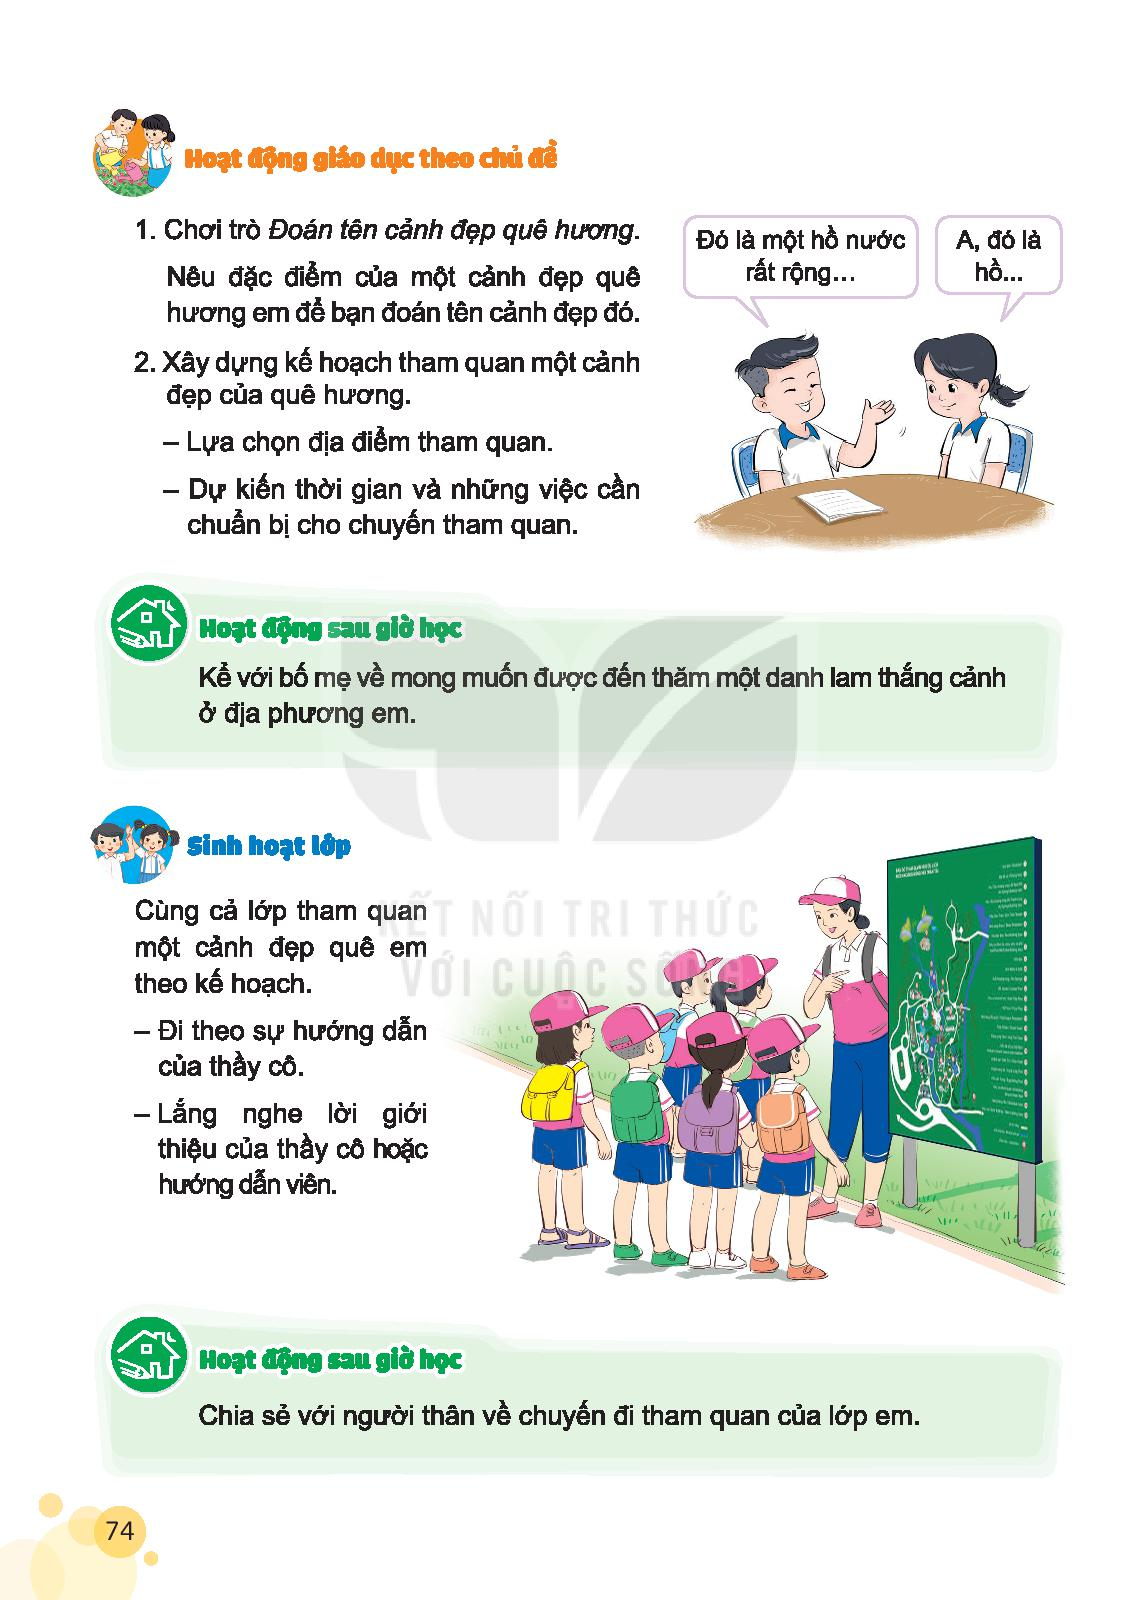 Hoạt động giáo dục theo chủ đề
1. Chơi trò Đoán tên cảnh đẹp quê hương.
Nêu đặc điểm của một cảnh đẹp quê
hương em để bạn đoán tên cảnh đẹp đó.
2. Xây dựng kế hoạch tham quan một cảnh
đẹp của quê hương.
– Lựa chọn địa điểm tham quan.
– Dự kiến thời gian và những việc cần
chuẩn bị cho chuyến tham quan.
Đó là một hồ nước
rất rộng…
A, đó là
hồ...
Hoạt động sau giờ học
Kể với bố mẹ về mong muốn được đến thăm một danh lam thắng cảnh
ở địa phương em.
Sinh hoạt lớp
Cùng cả lớp tham quan
một cảnh đẹp quê em
theo kế hoạch.
– Đi theo sự hướng dẫn
của thầy cô.
– Lắng nghe lời giới
thiệu của thầy cô hoặc
hướng dẫn viên.
KẾT NỐI TRI THỨC
VỚI CUỘC SỐNG
Hoạt động sau giờ học
Chia sẻ với người thân về chuyến đi tham quan của lớp em.
74